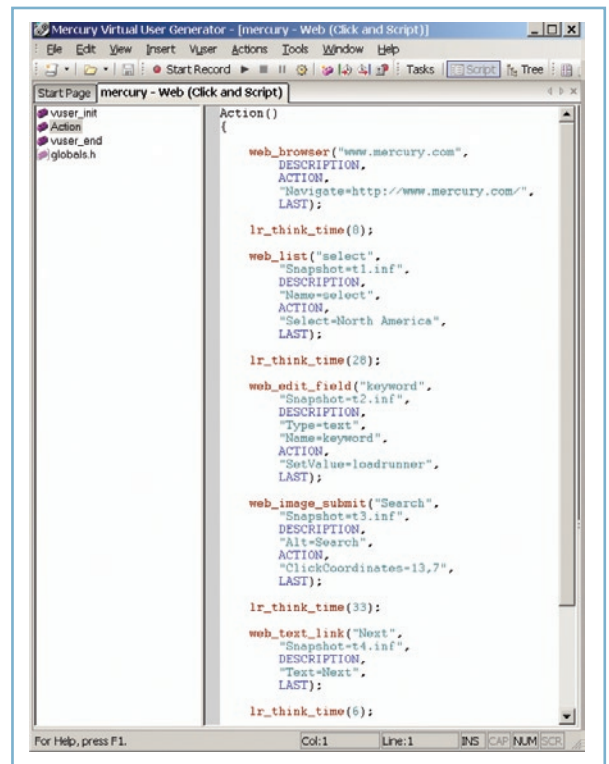 Mercury Virtual User Generator - [mercury - Web (Click and Script)]
File Edit View Insert Vuser Actions Tools Window Help
Start Record Tasks Script Tree
Start Page mercury - Web (Click and Script)
vuser_init
Action
vuser_end
globals.h
Action()
{
web_browser("www.mercury.com",
DESCRIPTION,
ACTION,
"Navigate=http://www.mercury.com/",
LAST);
lr_think_time(8);
web_list("select",
"Snapshot=t1.inf",
DESCRIPTION,
"Name=select",
ACTION,
"Select=North America",
LAST);
lr_think_time(28);
web_edit_field("keyword",
"Snapshot=t2.inf",
DESCRIPTION,
"Type=text",
"Name=keyword",
ACTION,
"SetValue=loadrunner",
LAST);
web_image_submit("Search",
"Snapshot=t3.inf",
DESCRIPTION,
"Alt=Search",
ACTION,
"ClickCoordinates=13,7",
LAST);
lr_think_time(33);
web_text_link("Next",
"Snapshot=t4.inf",
DESCRIPTION,
"Text=Next",
LAST);
lr_think_time(6);
For Help, press F1. Col:1 Line:1 INS CAP NUM SCR